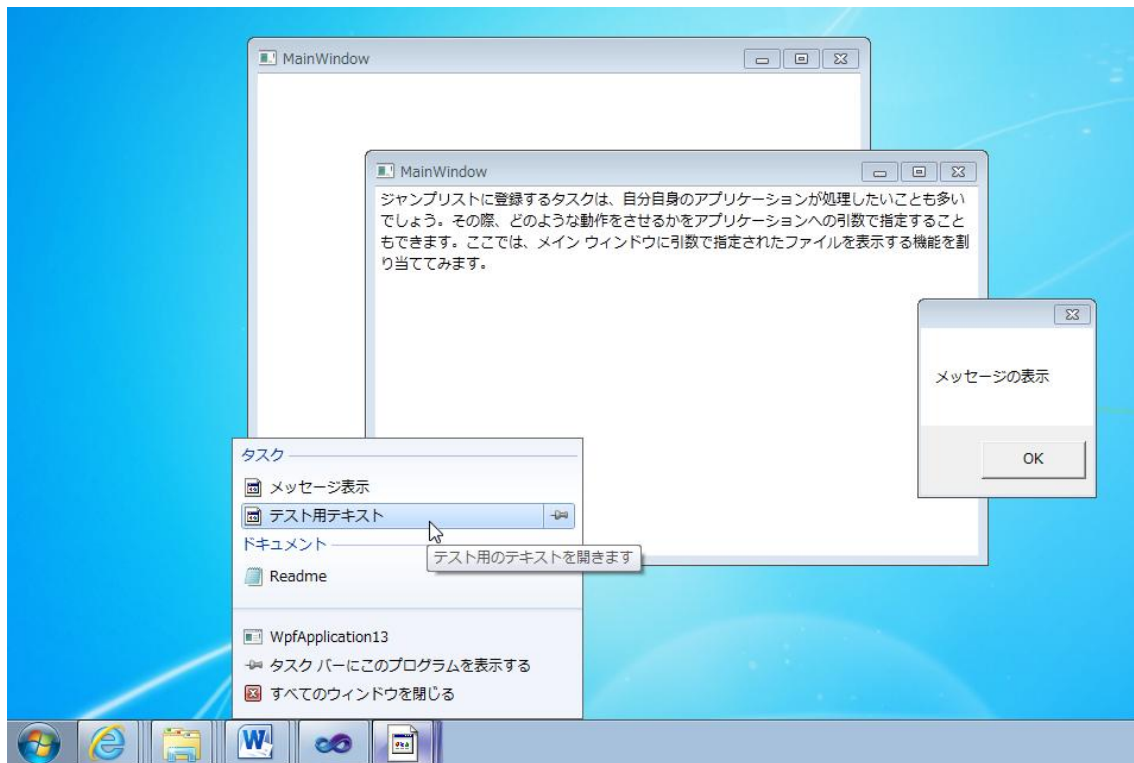 MainWindow
MainWindow
ジャンプリストに登録するタスクは、自分自身のアプリケーションが処理したいことも多い
でしょう。その際、どのような動作をさせるかをアプリケーションへの引数で指定すること
もできます。ここでは、メイン ウィンドウに引数で指定されたファイルを表示する機能を割
り当ててみます。
メッセージの表示
OK
タスク
メッセージ表示
テスト用テキスト
ドキュメント
テスト用のテキストを開きます
Readme
WpfApplication13
タスク バーにこのプログラムを表示する
すべてのウィンドウを閉じる